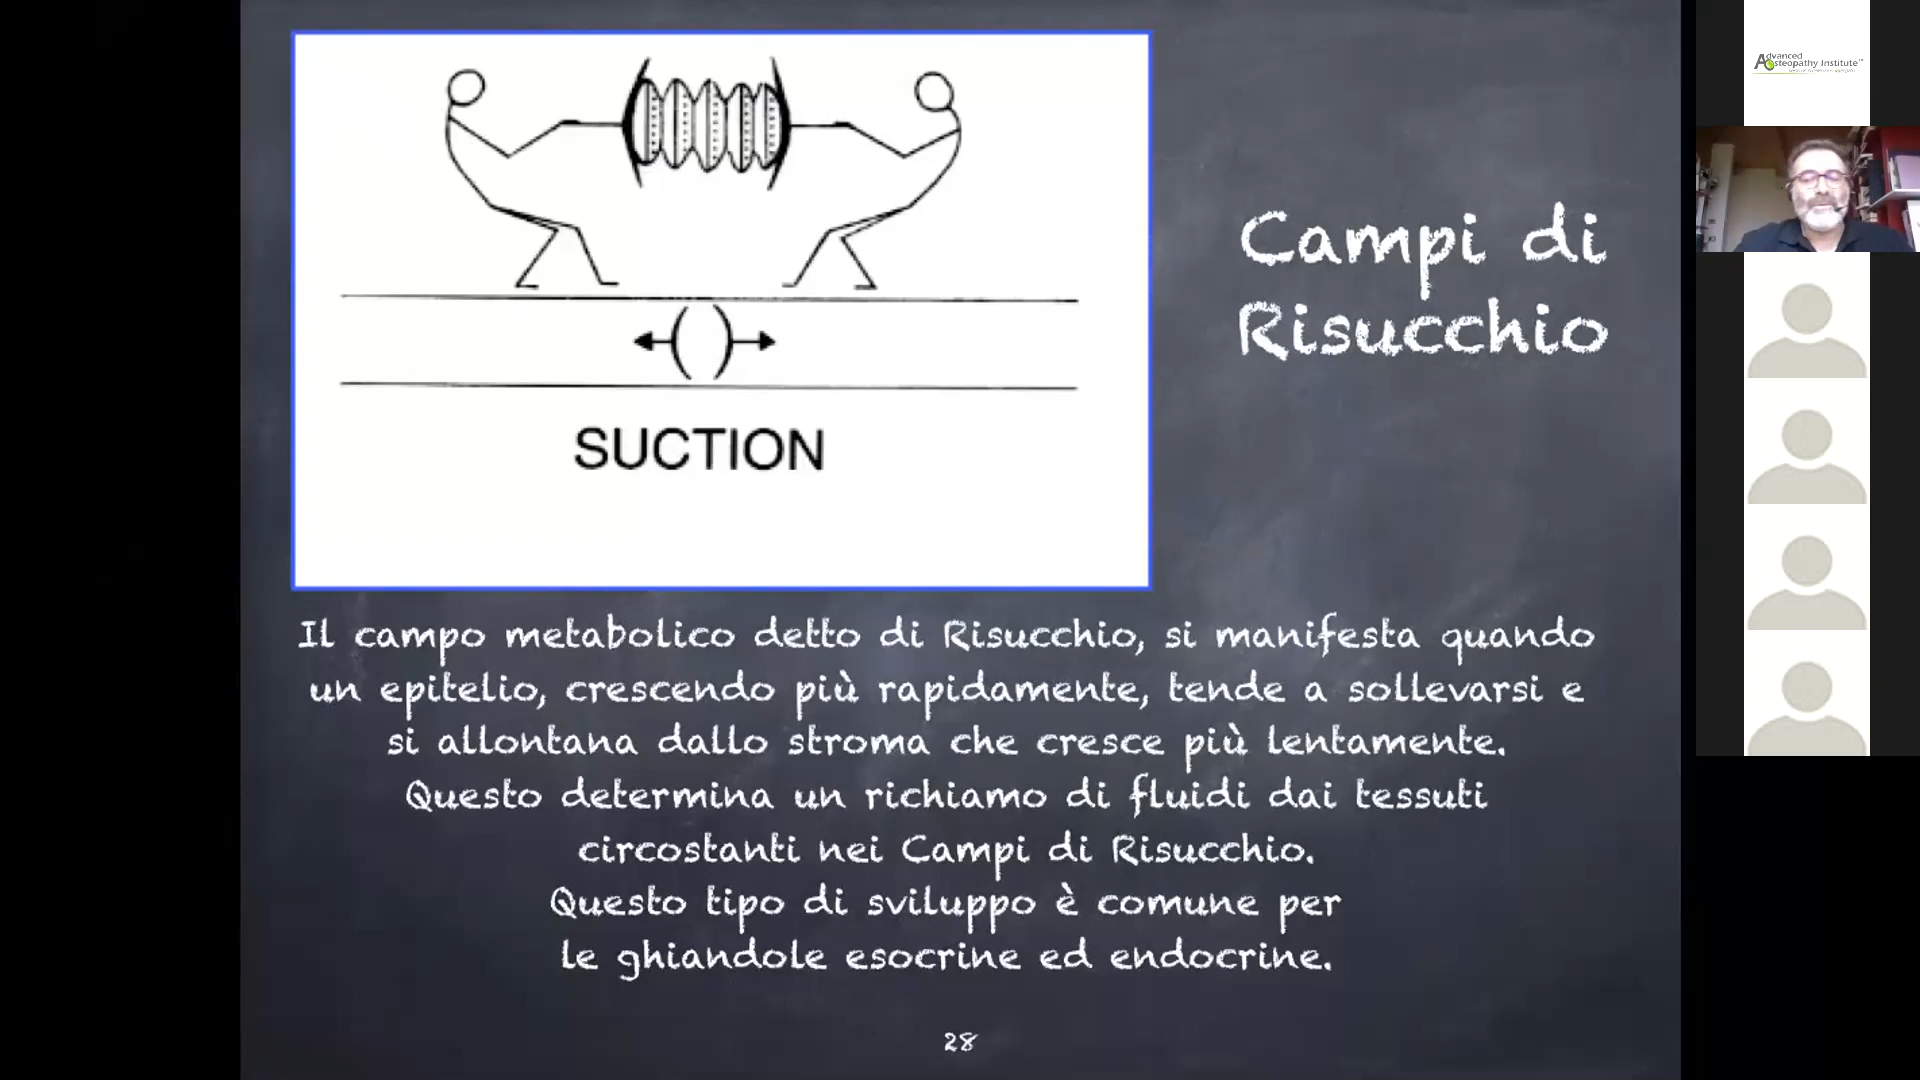 SUCTION
Campi di
Risucchio
Il campo metabolico detto di Risucchio, si manifesta quando
un epitelio, crescendo più rapidamente, tende a sollevarsi e
si allontana dallo stroma che cresce più lentamente.
Questo determina un richiamo di fluidi dai tessuti
circostanti nei Campi di Risucchio.
Questo tipo di sviluppo è comune per
le ghiandole esocrine ed endocrine.
28
Advanced
Osteopathy Institute™